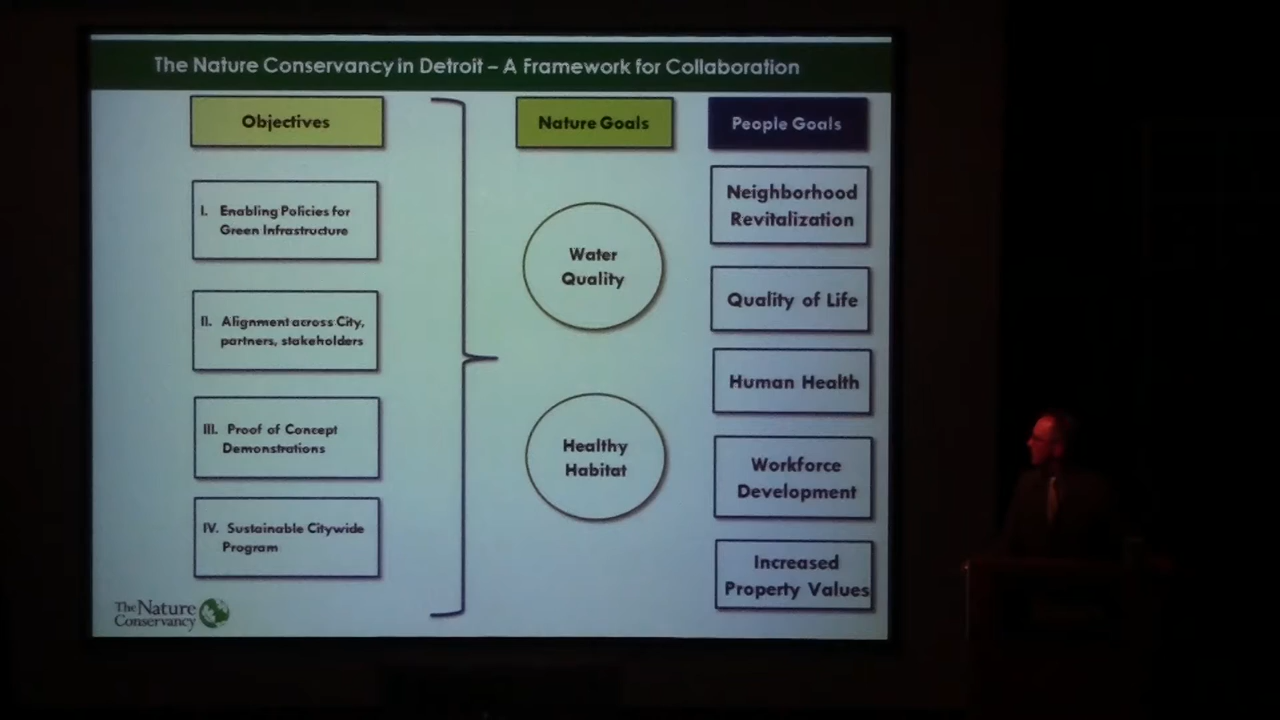 The Nature Conservancy in Detroit – A Framework for Collaboration
Objectives
I. Enabling Policies for
Green Infrastructure
II. Alignment across City,
partners, stakeholders
III. Proof of Concept
Demonstrations
IV. Sustainable Citywide
Program
Nature Goals
Water
Quality
Healthy
Habitat
People Goals
Neighborhood
Revitalization
Quality of Life
Human Health
Workforce
Development
Increased
Property Values
The Nature
Conservancy